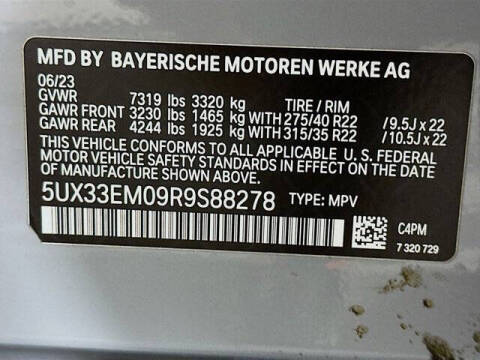 MFD BY BAYERISCHE MOTOREN WERKE AG
06/23
GVWR 7319 lbs 3320 kg TIRE / RIM
GAWR FRONT 3230 lbs 1465 kg WITH 275/40 R22 /9.5J x 22
GAWR REAR 4244 lbs 1925 kg WITH 315/35 R22 /10.5J x 22
THIS VEHICLE CONFORMS TO ALL APPLICABLE U.S. FEDERAL
MOTOR VEHICLE SAFETY STANDARDS IN EFFECT ON THE
DATE OF MANUFACTURE SHOWN ABOVE.
5UX33EM09R9S88278 TYPE: MPV
C4PM
7 320 729